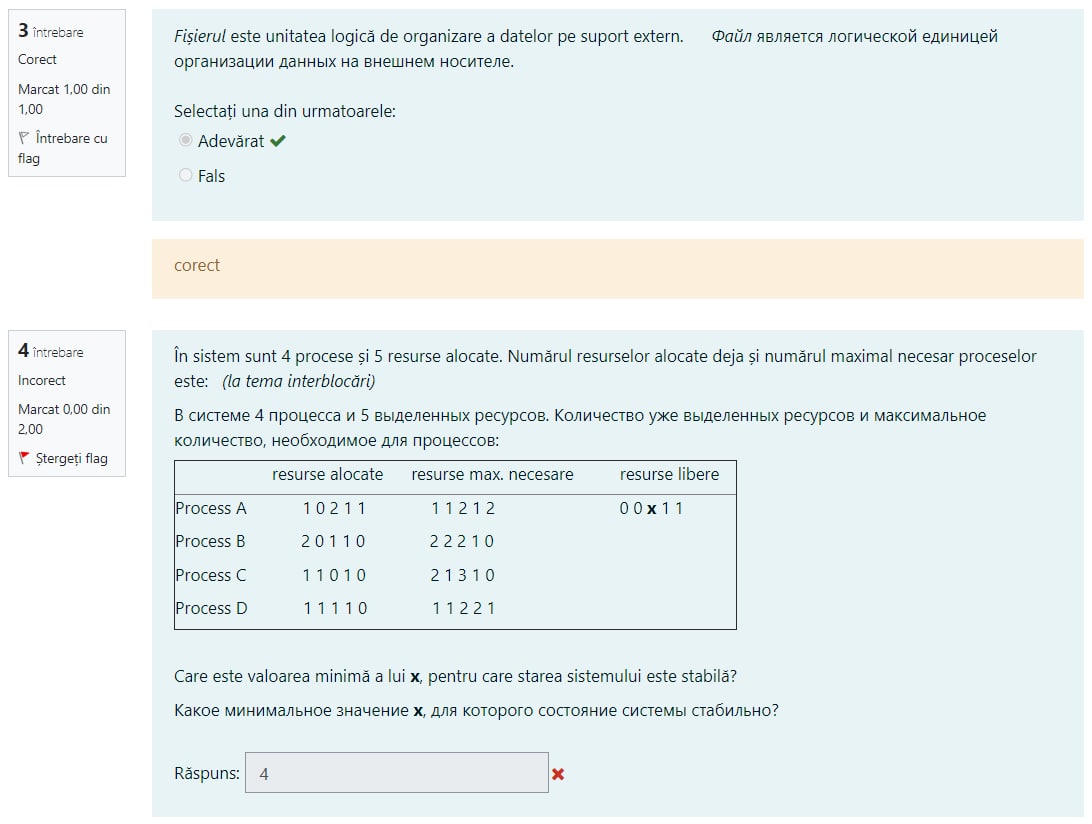 3 întrebare
Corect
Marcat 1,00 din
1,00
Întrebare cu
flag
Fișierul este unitatea logică de organizare a datelor pe suport extern. Файл является логической единицей
организации данных на внешнем носителе.
Selectați una din urmatoarele:
Adevărat
Fals
corect
4 întrebare
Incorect
Marcat 0,00 din
2,00
Ștergeți flag
În sistem sunt 4 procese și 5 resurse alocate. Numărul resurselor alocate deja și numărul maximal necesar proceselor
este: (la tema interblocări)
В системе 4 процесса и 5 выделенных ресурсов. Количество уже выделенных ресурсов и максимальное
количество, необходимое для процессов:
resurse alocate resurse max. necesare resurse libere
Process A 1 0 2 1 1 1 1 2 1 2 0 0 x 1 1
Process B 2 0 1 1 0 2 2 2 1 0
Process C 1 1 0 1 0 2 1 3 1 0
Process D 1 1 1 1 0 1 1 2 2 1
Care este valoarea minimă a lui x, pentru care starea sistemului este stabilă?
Какое минимальное значение x, для которого состояние системы стабильно?
Răspuns: 4